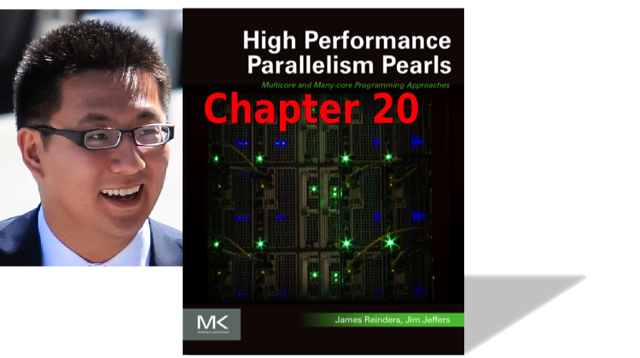 High Performance
Parallelism Pearls
Multicore and Many-core Programming Approaches
Chapter 20
MK
James Reinders, Jim Jeffers